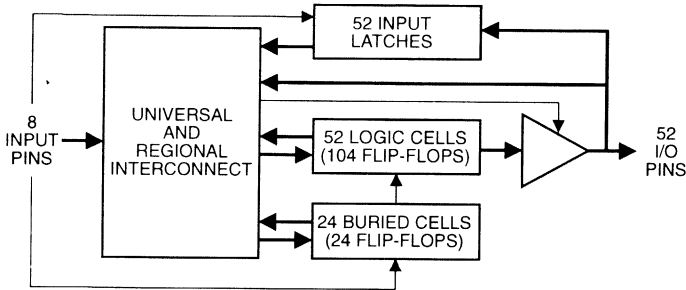 52 INPUT
LATCHES
8
INPUT
PINS
UNIVERSAL
AND
REGIONAL
INTERCONNECT
52 LOGIC CELLS
(104 FLIP-FLOPS)
52
I/O
PINS
24 BURIED CELLS
(24 FLIP-FLOPS)